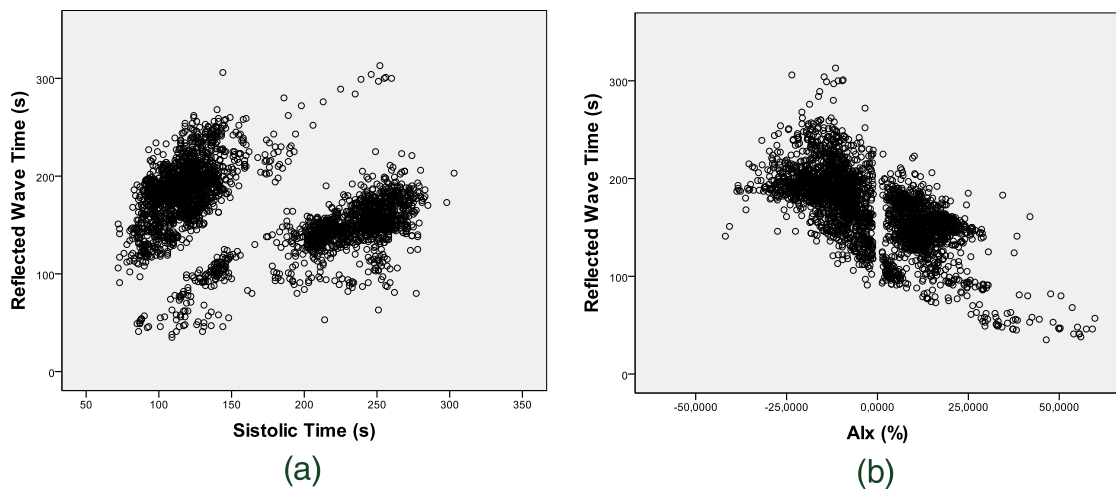 Reflected Wave Time (s)
300
200
100
0
50 100 150 200 250 300 350
Sistolic Time (s)
(a)
Reflected Wave Time (s)
300
200
100
0
-50,0000 -25,0000 0,0000 25,0000 50,0000
AIx (%)
(b)